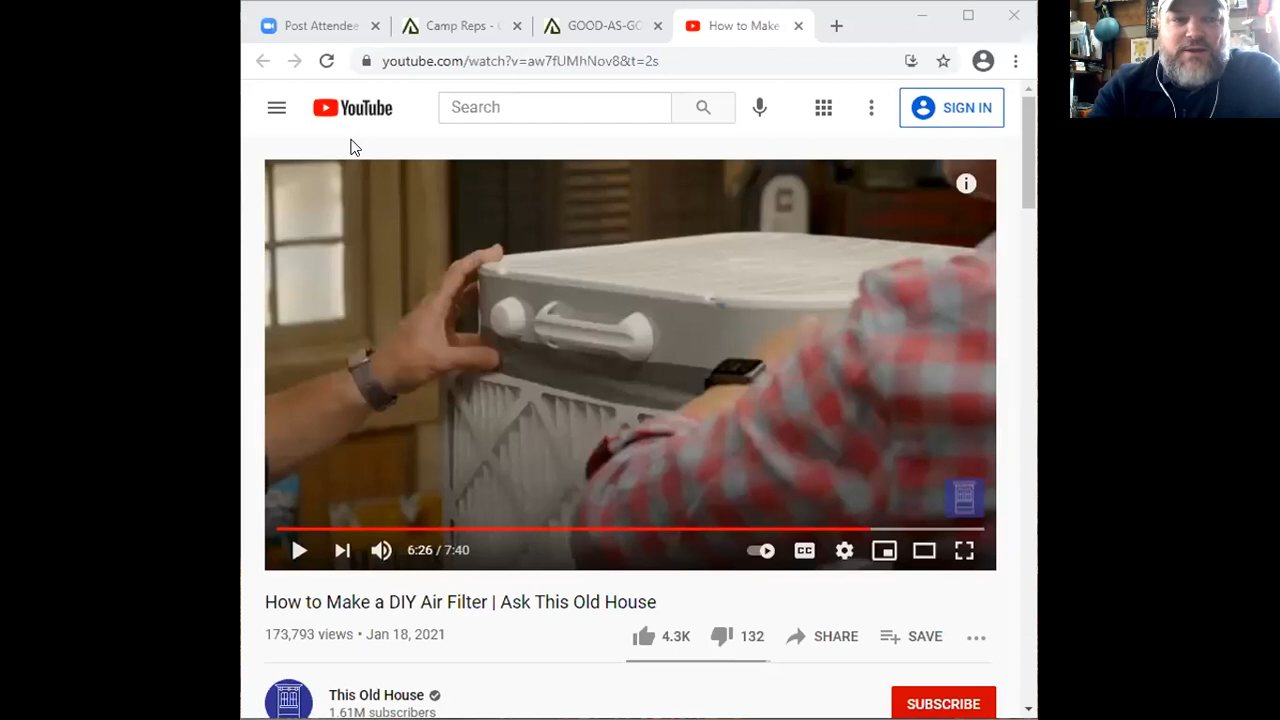 Post Attendee
Camp Reps - 
GOOD-AS-GO
How to Make
youtube.com/watch?v=aw7fUMhNov8&t=2s
YouTube
Search
SIGN IN
6:26 / 7:40
CC
How to Make a DIY Air Filter | Ask This Old House
173,793 views • Jan 18, 2021
4.3K
132
SHARE
SAVE
This Old House
1.61M subscribers
SUBSCRIBE